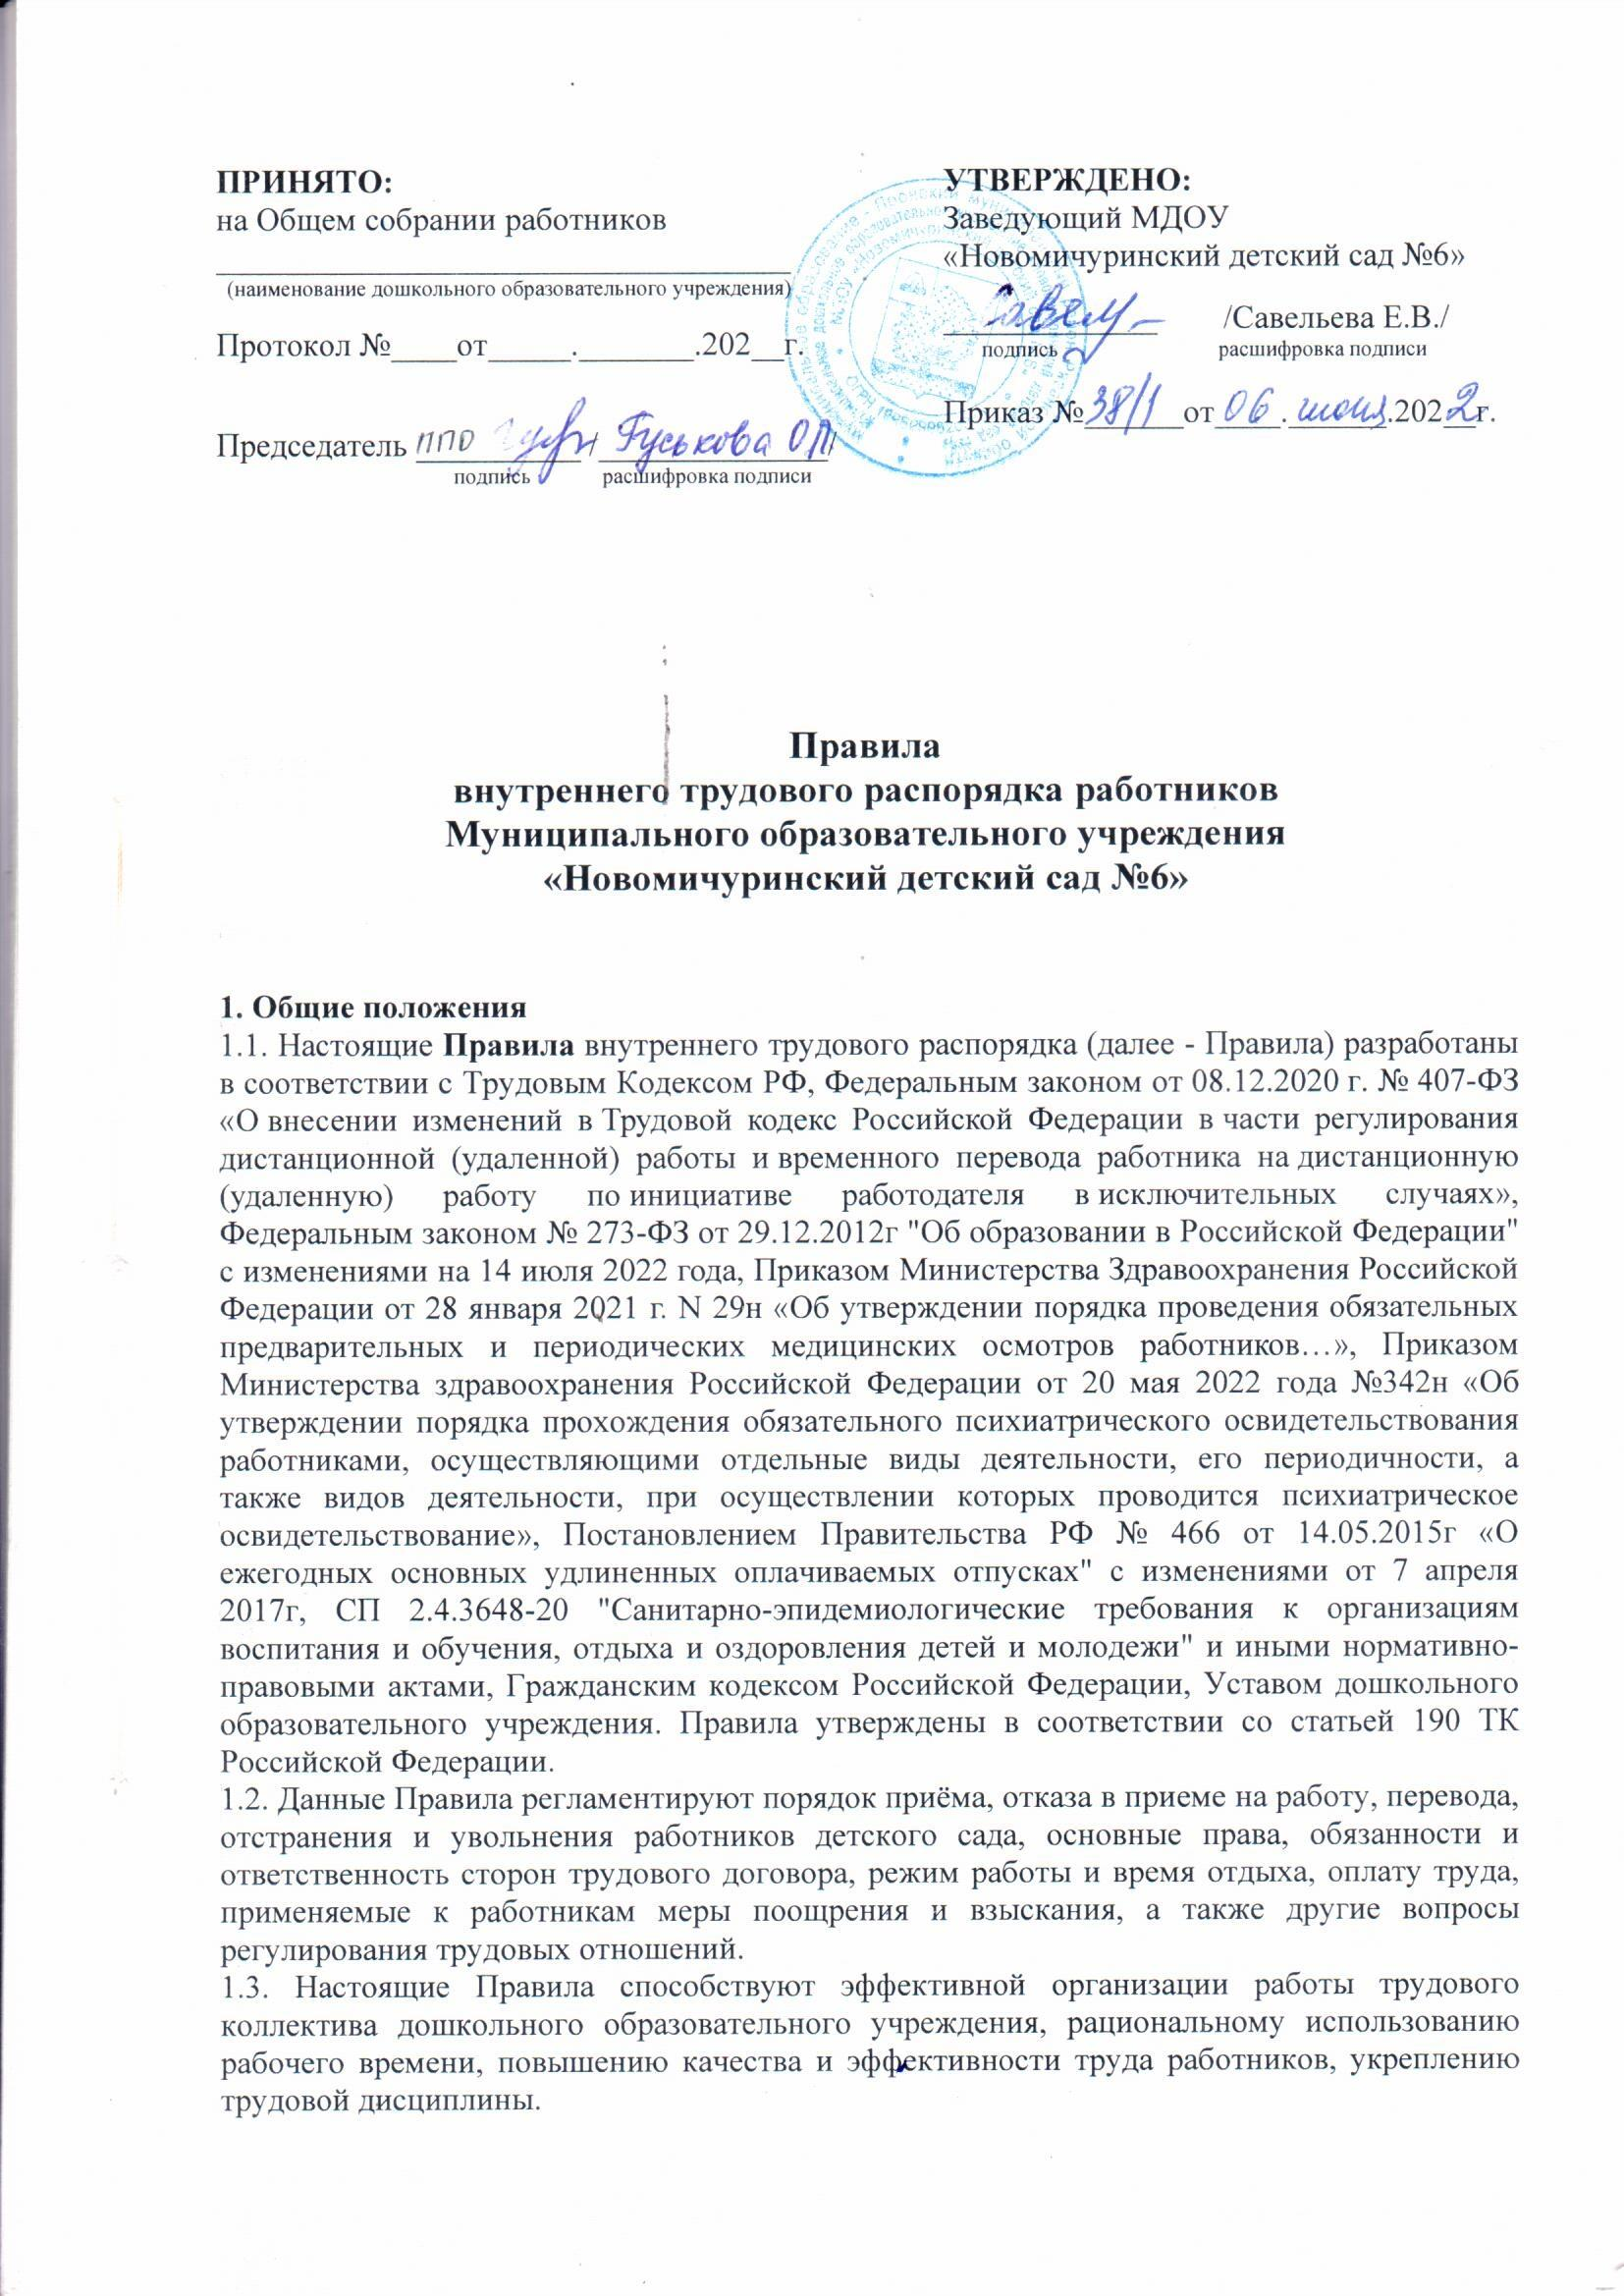 ПРИНЯТО:
на Общем собрании работников
(наименование дошкольного образовательного учреждения)
Протокол №____от_____._______.202__г.
Председатель ППО / Гуськова О.П./
подпись расшифровка подписи
УТВЕРЖДЕНО:
Заведующий МДОУ
«Новомичуринский детский сад №6»
/Савельева Е.В./
подпись расшифровка подписи
Приказ № 38/1 от 06 . .2022г.
Правила
внутреннего трудового распорядка работников
Муниципального образовательного учреждения
«Новомичуринский детский сад №6»
1. Общие положения
1.1. Настоящие Правила внутреннего трудового распорядка (далее - Правила) разработаны
в соответствии с Трудовым Кодексом РФ, Федеральным законом от 08.12.2020 г. № 407-ФЗ
«О внесении изменений в Трудовой кодекс Российской Федерации в части регулирования
дистанционной (удаленной) работы и временного перевода работника на дистанционную
(удаленную) работу по инициативе работодателя в исключительных случаях»,
Федеральным законом № 273-ФЗ от 29.12.2012г "Об образовании в Российской Федерации"
с изменениями на 14 июля 2022 года, Приказом Министерства Здравоохранения Российской
Федерации от 28 января 2021 г. N 29н «Об утверждении порядка проведения обязательных
предварительных и периодических медицинских осмотров работников…», Приказом
Министерства здравоохранения Российской Федерации от 20 мая 2022 года №342н «Об
утверждении порядка прохождения обязательного психиатрического освидетельствования
работниками, осуществляющими отдельные виды деятельности, его периодичности, а
также видов деятельности, при осуществлении которых проводится психиатрическое
освидетельствование», Постановлением Правительства РФ № 466 от 14.05.2015г «О
ежегодных основных удлиненных оплачиваемых отпусках" с изменениями от 7 апреля
2017г, СП 2.4.3648-20 "Санитарно-эпидемиологические требования к организациям
воспитания и обучения, отдыха и оздоровления детей и молодежи" и иными нормативно-
правовыми актами, Гражданским кодексом Российской Федерации, Уставом дошкольного
образовательного учреждения. Правила утверждены в соответствии со статьей 190 ТК
Российской Федерации.
1.2. Данные Правила регламентируют порядок приёма, отказа в приеме на работу, перевода,
отстранения и увольнения работников детского сада, основные права, обязанности и
ответственность сторон трудового договора, режим работы и время отдыха, оплату труда,
применяемые к работникам меры поощрения и взыскания, а также другие вопросы
регулирования трудовых отношений.
1.3. Настоящие Правила способствуют эффективной организации работы трудового
коллектива дошкольного образовательного учреждения, рациональному использованию
рабочего времени, повышению качества и эффективности труда работников, укреплению
трудовой дисциплины.